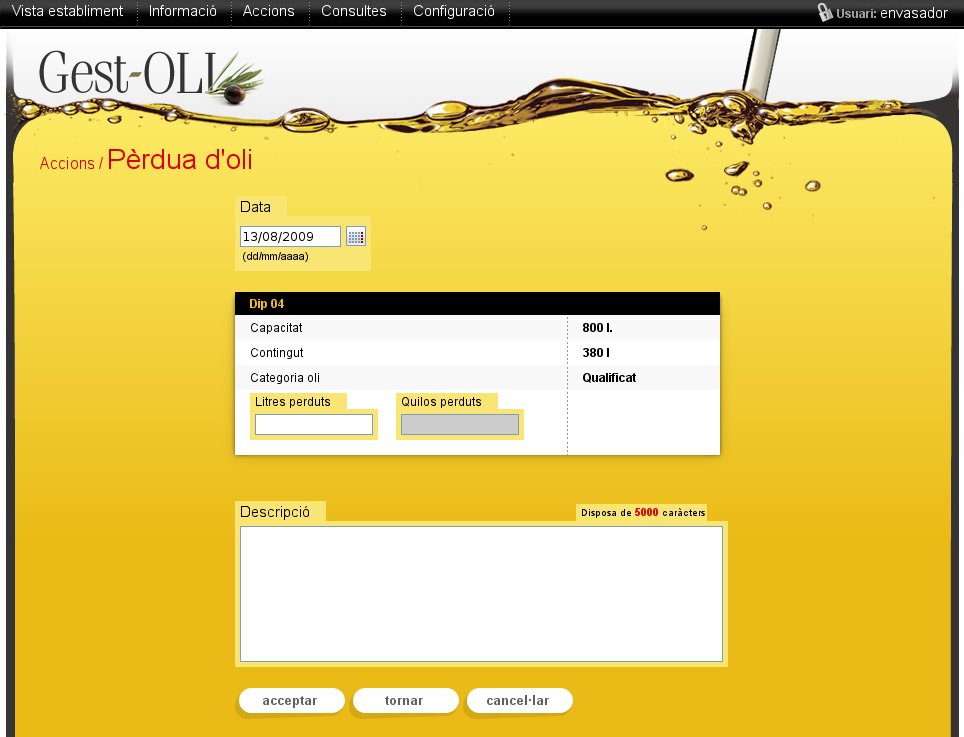 Vista establiment Informació Accions Consultes Configuració Usuari: envasador
Gest-OLI
Accions / Pèrdua d'oli
Data
13/08/2009
(dd/mm/aaaa)
Dip 04
Capacitat 800 l.
Contingut 380 l
Categoria oli Qualificat
Litres perduts Quilos perduts
Descripció Disposa de 5000 caràcters
acceptar tornar cancel·lar